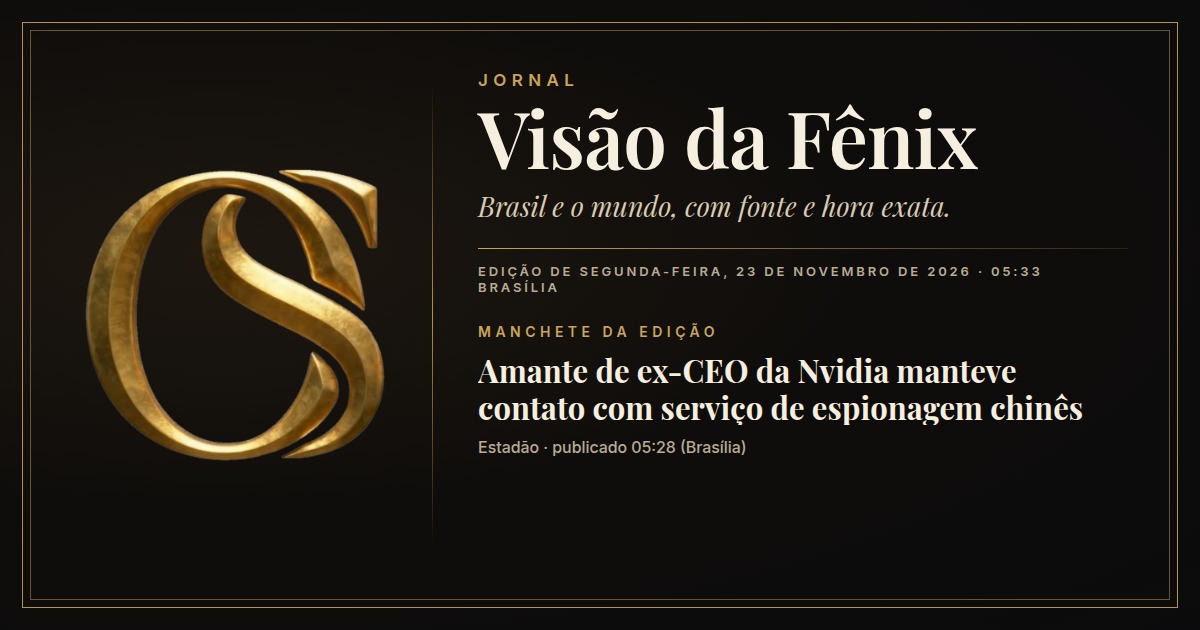 JORNAL
Visão da Fênix
Brasil e o mundo, com fonte e hora exata.
EDIÇÃO DE SEGUNDA-FEIRA, 23 DE NOVEMBRO DE 2026 · 05:33
BRASÍLIA
MANCHETE DA EDIÇÃO
Amante de ex-CEO da Nvidia manteve
contato com serviço de espionagem chinês
Estadão · publicado 05:28 (Brasília)